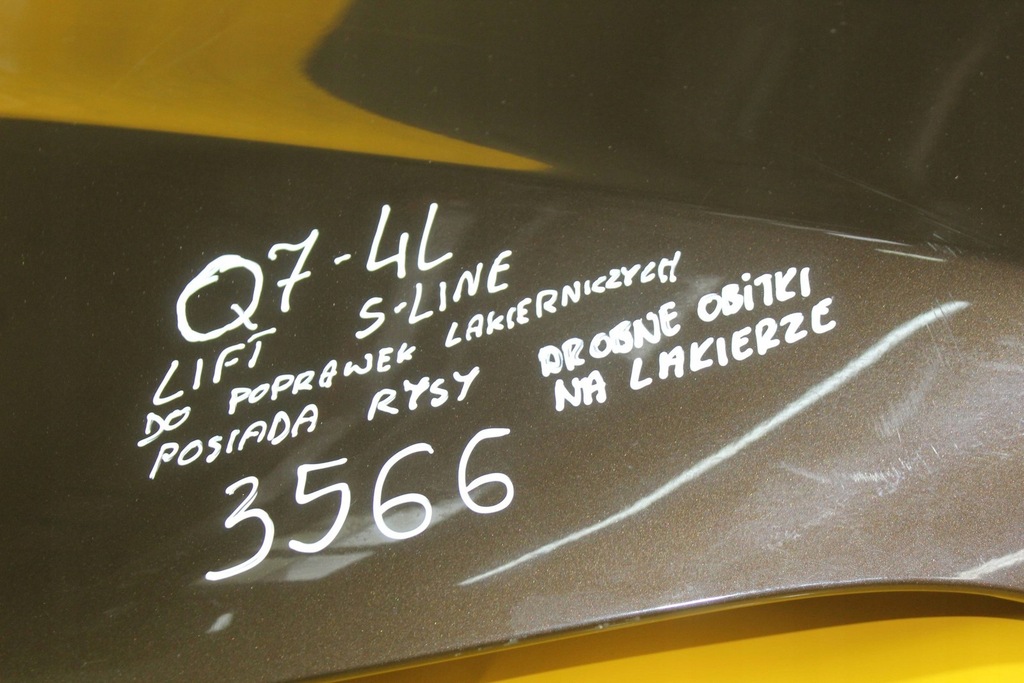 Q7-4L
LIFT S-LINE
DO POPRAWEK LAKIERNICZYCH
POSIADA RYSY DROBNE OBITKI
NA LAKIERZE
3566